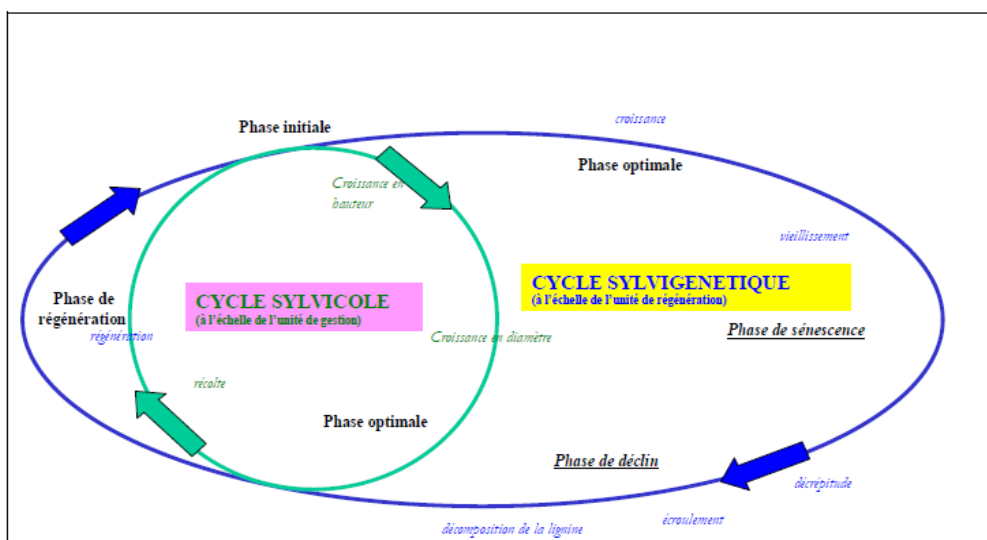 croissance
Phase initiale
Phase optimale
Croissance en
hauteur
vieillissement
CYCLE SYLVIGENETIQUE
(à l'échelle de l'unité de régénération)
CYCLE SYLVICOLE
(à l'échelle de l'unité de gestion)
Phase de
régénération
régénération
Croissance en diamètre
Phase de sénescence
récolte
Phase optimale
Phase de déclin
décrépitude
écroulement
décomposition de la lignine